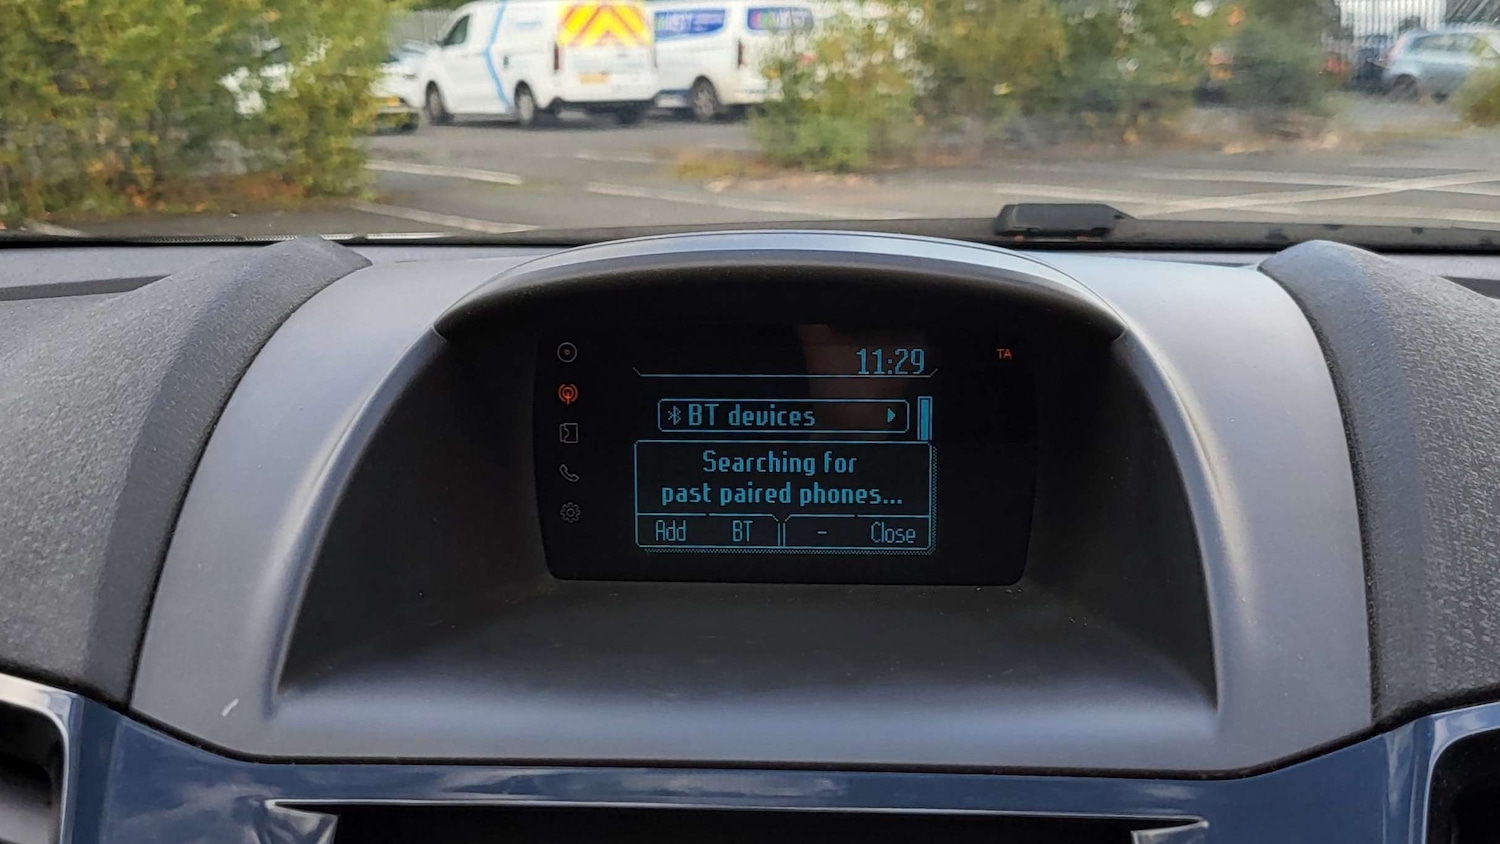 11:29
TA
BT devices
Searching for
past paired phones...
Add BT - Close